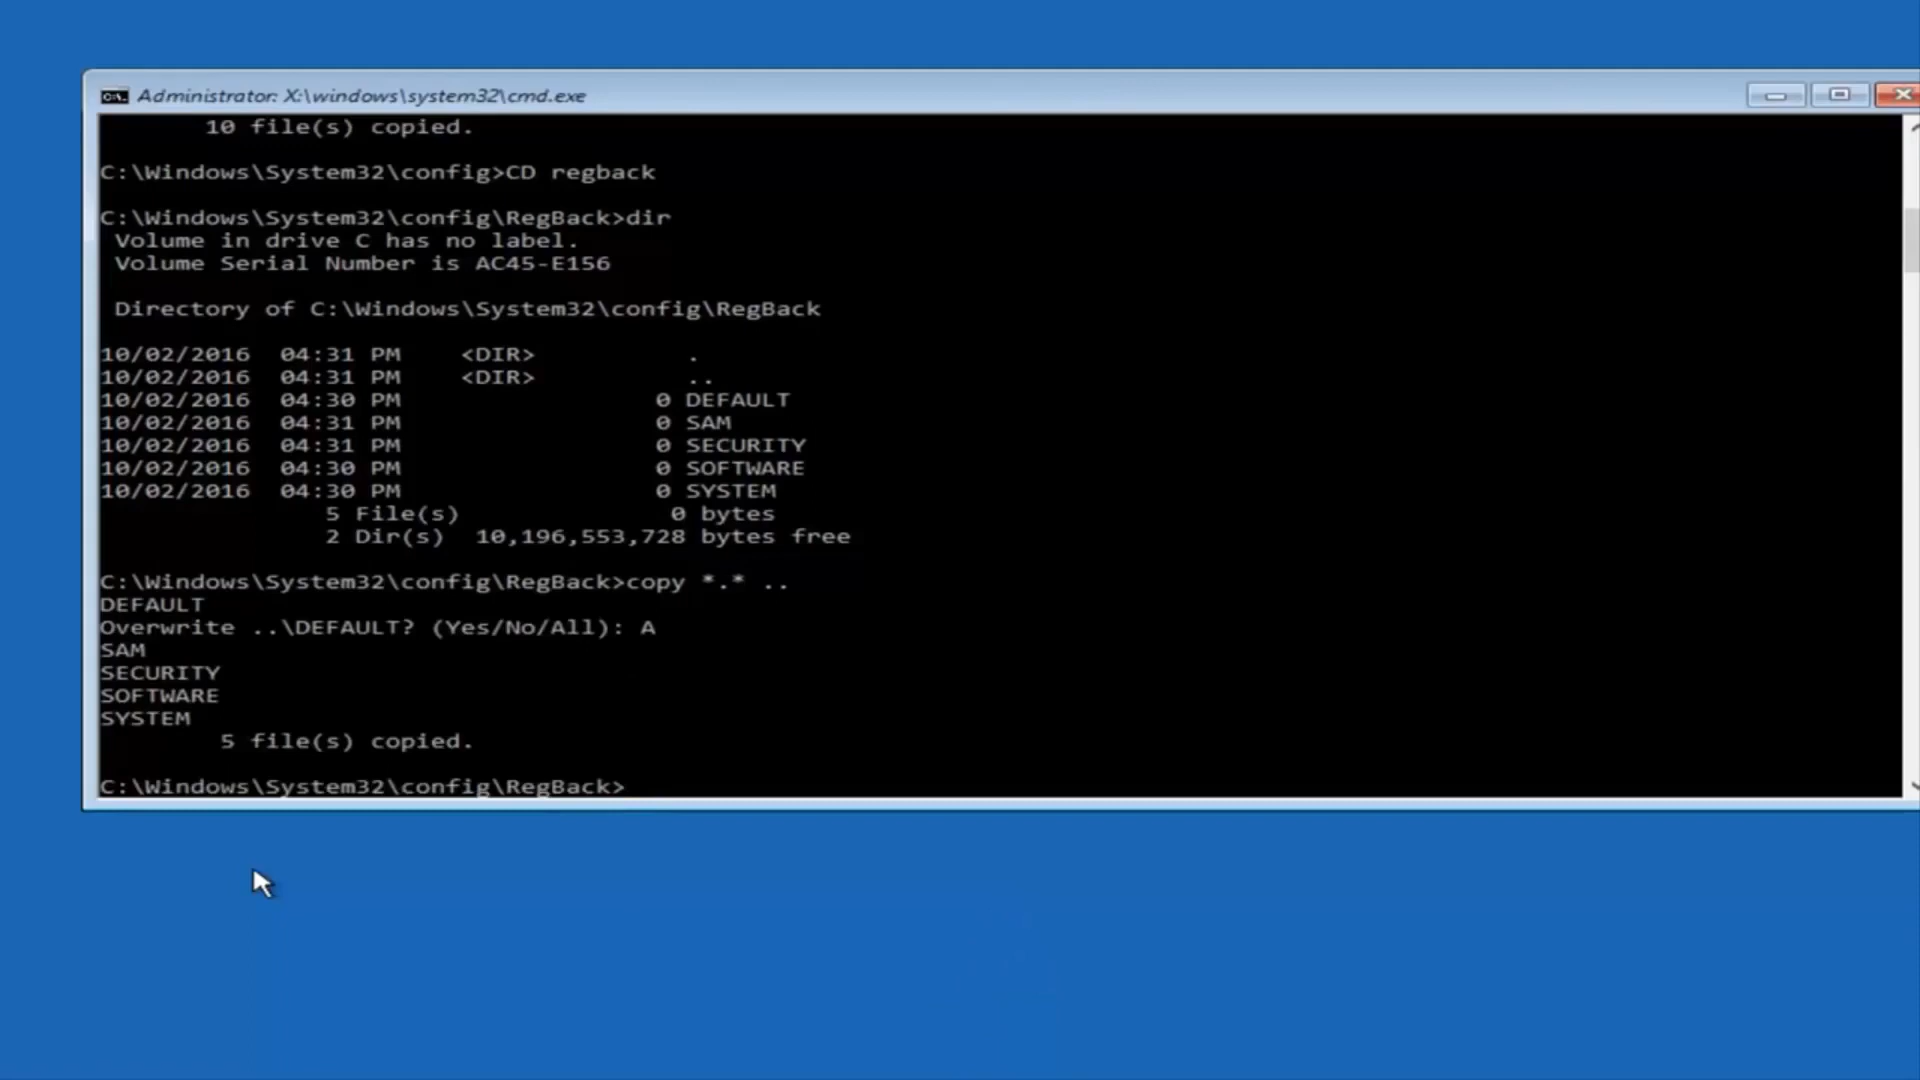 Administrator: X:\windows\system32\cmd.exe
10 file(s) copied.
C:\Windows\System32\config>CD regback
C:\Windows\System32\config\RegBack>dir
Volume in drive C has no label.
Volume Serial Number is AC45-E156
Directory of C:\Windows\System32\config\RegBack
10/02/2016  04:31 PM    <DIR>          .
10/02/2016  04:31 PM    <DIR>          ..
10/02/2016  04:30 PM                 0 DEFAULT
10/02/2016  04:31 PM                 0 SAM
10/02/2016  04:31 PM                 0 SECURITY
10/02/2016  04:30 PM                 0 SOFTWARE
10/02/2016  04:30 PM                 0 SYSTEM
5 File(s)              0 bytes
2 Dir(s)  10,196,553,728 bytes free
C:\Windows\System32\config\RegBack>copy *.* ..
DEFAULT
Overwrite ..\DEFAULT? (Yes/No/All): A
SAM
SECURITY
SOFTWARE
SYSTEM
5 file(s) copied.
C:\Windows\System32\config\RegBack>